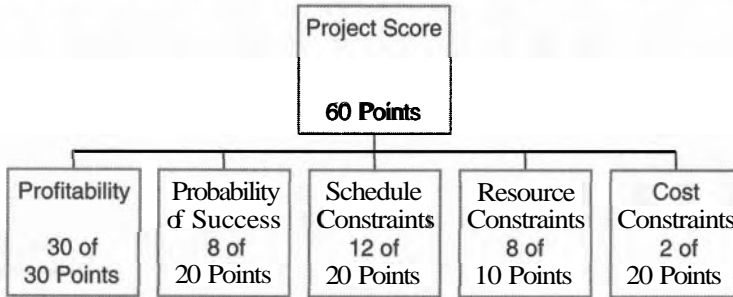 Project Score
60 Points
Profitability
30 of
30 Points
Probability
of Success
8 of
20 Points
Schedule
Constraints
12 of
20 Points
Resource
Constraints
8 of
10 Points
Cost
Constraints
2 of
20 Points